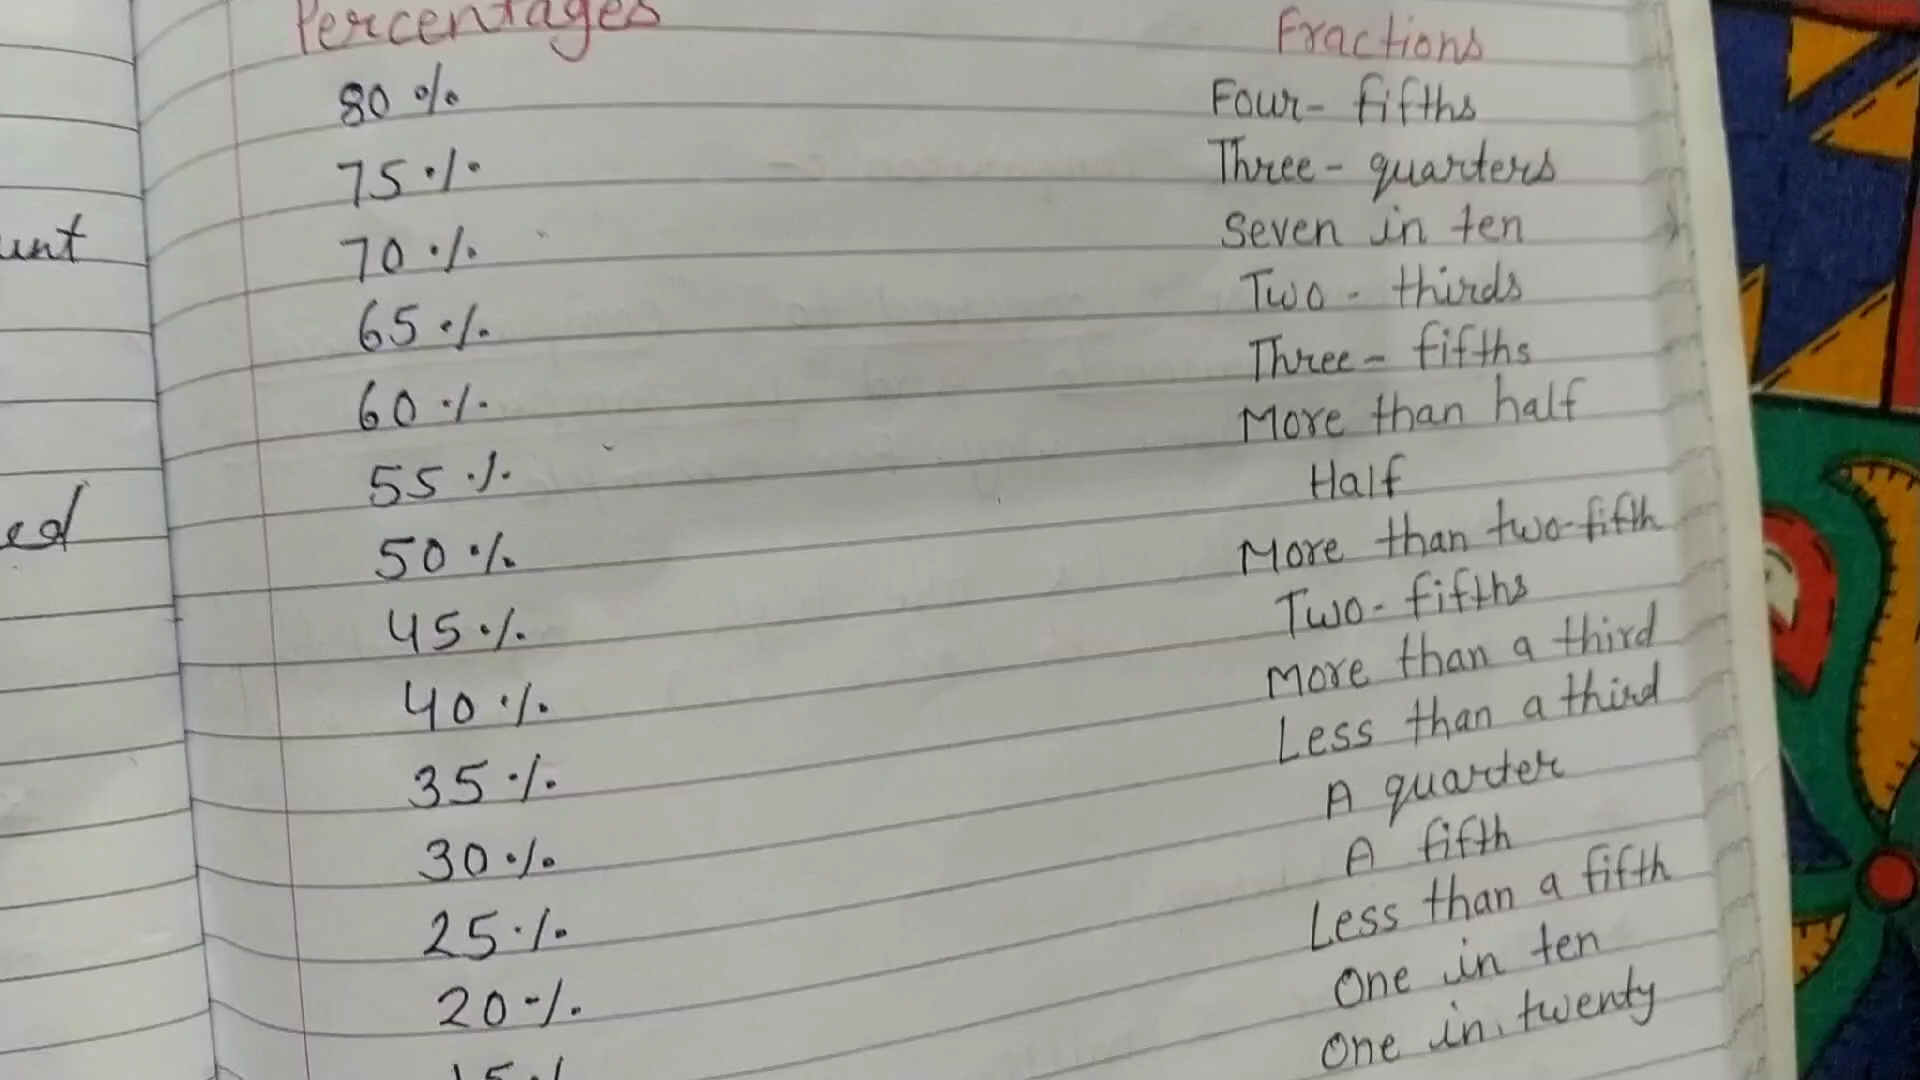 Percentages Fractions
80 % Four- fifths
75 % Three- quarters
70 % Seven in ten
65 % Two- thirds
60 % Three- fifths
55 % More than half
50 % Half
45 % More than two-fifth
40 % Two- fifths
35 % More than a third
30 % Less than a third
25 % A quarter
20 % A fifth
15 % Less than a fifth
One in ten
One in twenty
unt
ed